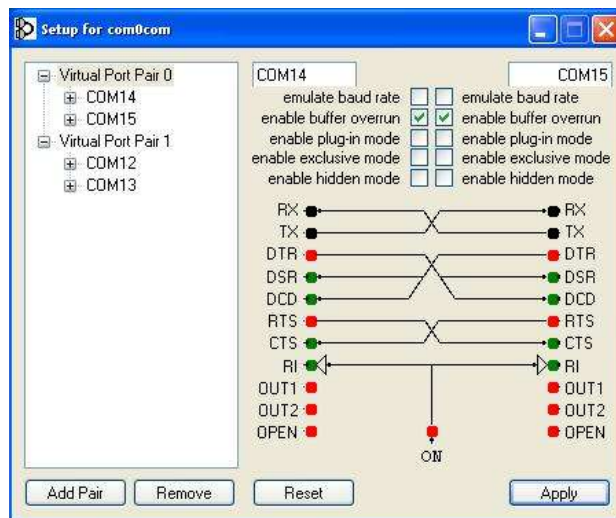 Setup for com0com
Virtual Port Pair 0
COM14
COM15
Virtual Port Pair 1
COM12
COM13
COM14 COM15
emulate baud rate emulate baud rate
enable buffer overrun enable buffer overrun
enable plug-in mode enable plug-in mode
enable exclusive mode enable exclusive mode
enable hidden mode enable hidden mode
RX RX
TX TX
DTR DTR
DSR DSR
DCD DCD
RTS RTS
CTS CTS
RI RI
OUT1 OUT1
OUT2 OUT2
OPEN OPEN
ON
Add Pair Remove Reset Apply